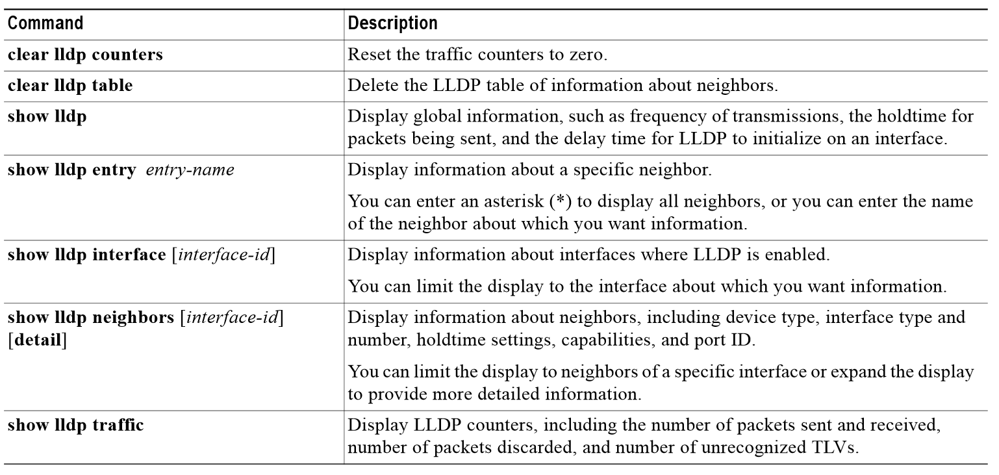 Command Description
clear lldp counters Reset the traffic counters to zero.
clear lldp table Delete the LLDP table of information about neighbors.
show lldp Display global information, such as frequency of transmissions, the holdtime for
packets being sent, and the delay time for LLDP to initialize on an interface.
show lldp entry entry-name Display information about a specific neighbor.
You can enter an asterisk (*) to display all neighbors, or you can enter the name
of the neighbor about which you want information.
show lldp interface [interface-id] Display information about interfaces where LLDP is enabled.
You can limit the display to the interface about which you want information.
show lldp neighbors [interface-id] Display information about neighbors, including device type, interface type and
[detail] number, holdtime settings, capabilities, and port ID.
You can limit the display to neighbors of a specific interface or expand the display
to provide more detailed information.
show lldp traffic Display LLDP counters, including the number of packets sent and received,
number of packets discarded, and number of unrecognized TLVs.